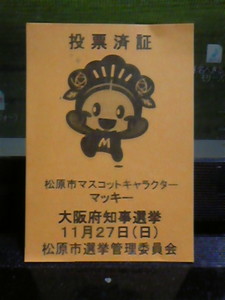 投票済証
M
松原市マスコットキャラクター
マッキー
大阪府知事選挙
11月27日(日)
松原市選挙管理委員会